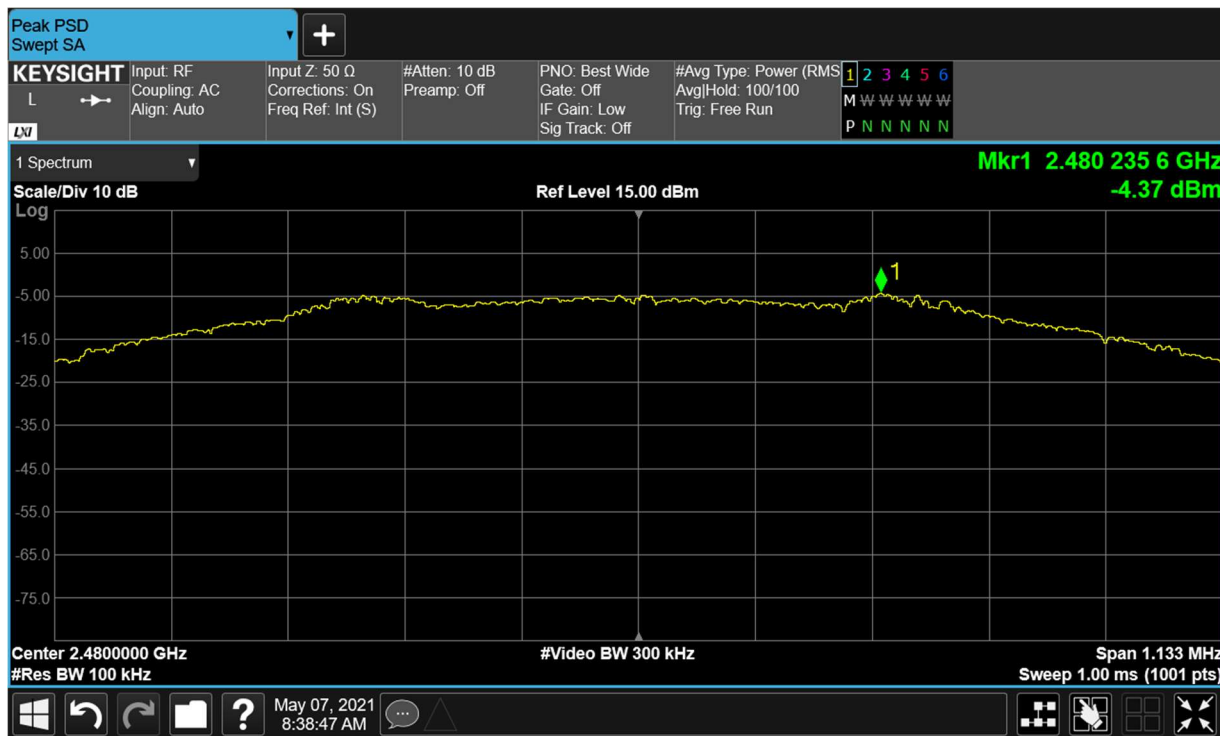 Peak PSD
Swept SA
KEYSIGHT
L
LXI
Input: RF
Coupling: AC
Align: Auto
Input Z: 50 Ω
Corrections: On
Freq Ref: Int (S)
#Atten: 10 dB
Preamp: Off
PNO: Best Wide
Gate: Off
IF Gain: Low
Sig Track: Off
#Avg Type: Power (RMS
Avg|Hold: 100/100
Trig: Free Run
1 2 3 4 5 6
M W W W W W
P N N N N N
1 Spectrum
Mkr1 2.480 235 6 GHz
-4.37 dBm
Scale/Div 10 dB
Ref Level 15.00 dBm
Log
5.00
-5.00
-15.0
-25.0
-35.0
-45.0
-55.0
-65.0
-75.0
1
Center 2.4800000 GHz
#Video BW 300 kHz
Span 1.133 MHz
#Res BW 100 kHz
Sweep 1.00 ms (1001 pts)
?
May 07, 2021
8:38:47 AM